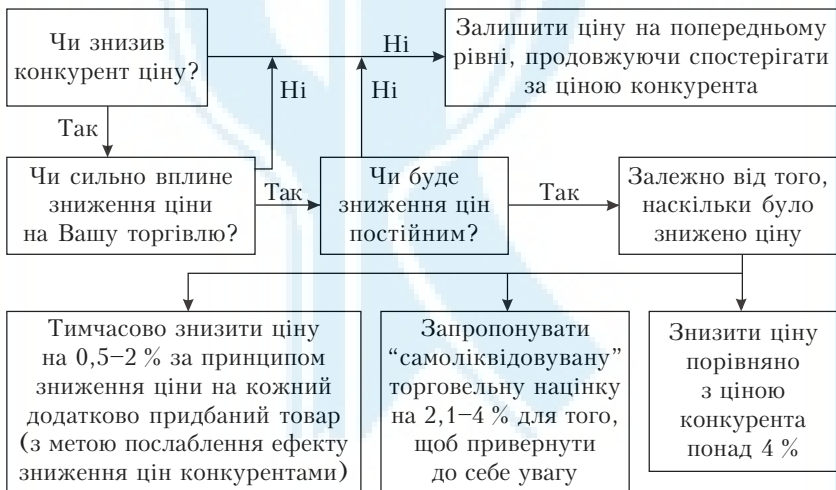 Чи знизив
конкурент ціну?
Ні
Залишити ціну на попередньому
рівні, продовжуючи спостерігати
за ціною конкурента
Так
Ні
Ні
Чи сильно вплине
зниження ціни
на Вашу торгівлю?
Так
Чи буде
зниження цін
постійним?
Так
Залежно від того,
наскільки було
знижено ціну
Тимчасово знизити ціну
на 0,5–2 % за принципом
зниження ціни на кожний
додатково придбаний товар
(з метою послаблення ефекту
зниження цін конкурентами)
Запропонувати
“самоліквідовувану”
торговельну націнку
на 2,1–4 % для того,
щоб привернути
до себе увагу
Знизити ціну
порівняно
з ціною
конкурента
понад 4 %